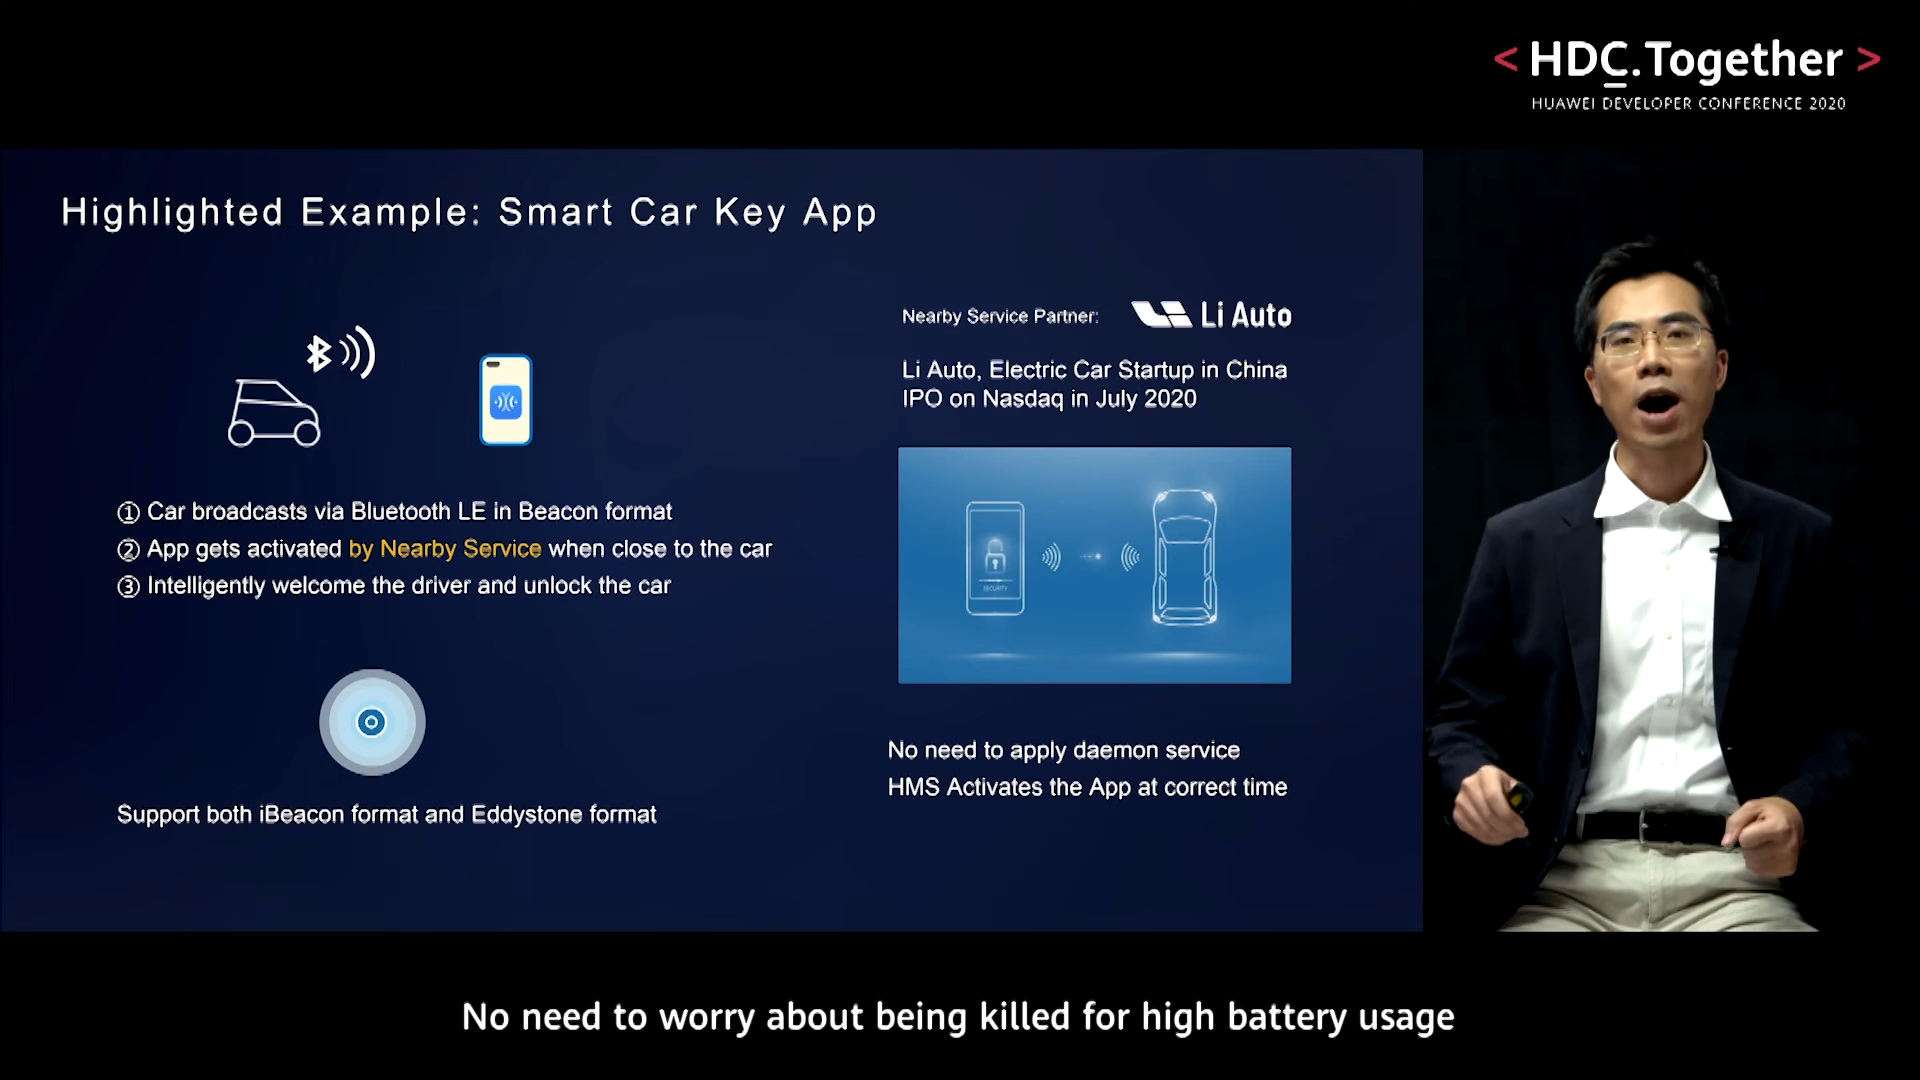 < HDC.Together >
HUAWEI DEVELOPER CONFERENCE 2020
Highlighted Example: Smart Car Key App
① Car broadcasts via Bluetooth LE in Beacon format
② App gets activated by Nearby Service when close to the car
③ Intelligently welcome the driver and unlock the car
Support both iBeacon format and Eddystone format
Nearby Service Partner: Li Auto
Li Auto, Electric Car Startup in China
IPO on Nasdaq in July 2020
SECURITY
No need to apply daemon service
HMS Activates the App at correct time
No need to worry about being killed for high battery usage